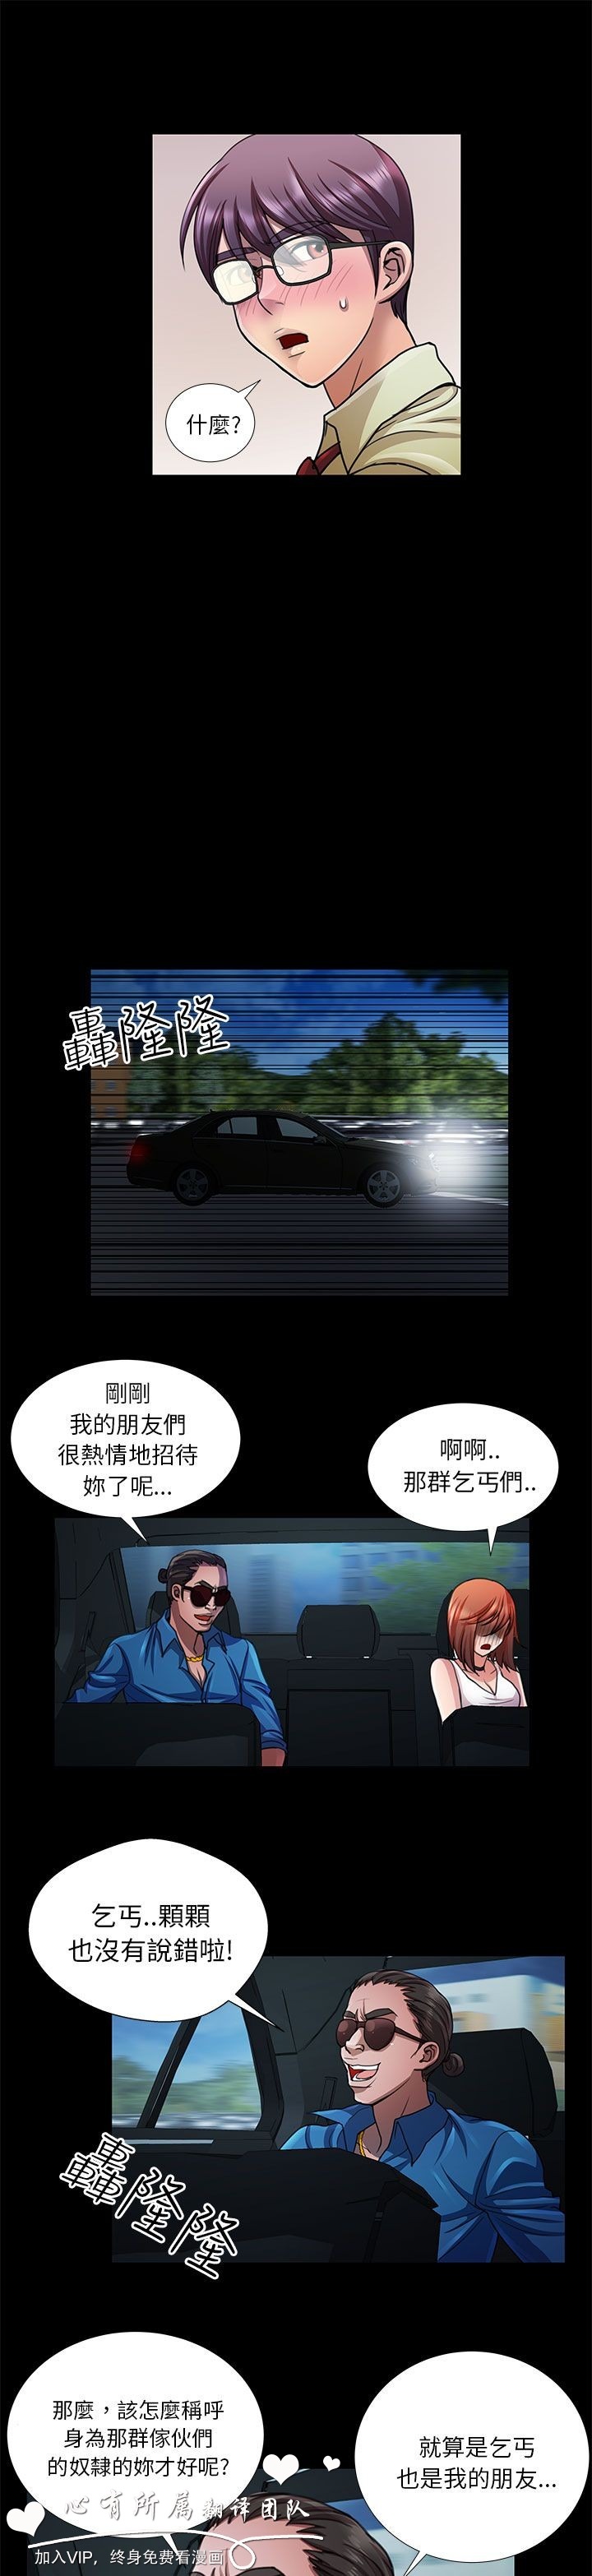 什麼?
轟隆隆
剛剛
我的朋友們
很熱情地招待
妳了呢...
啊啊..
那群乞丐們..
乞丐..顆顆
也沒有說錯啦!
轟隆隆
那麼，該怎麼稱呼
身為那群傢伙們
的奴隸的妳才好呢?
就算是乞丐
也是我的朋友...
心有所属翻译团队
加入VIP，终身免费看漫画